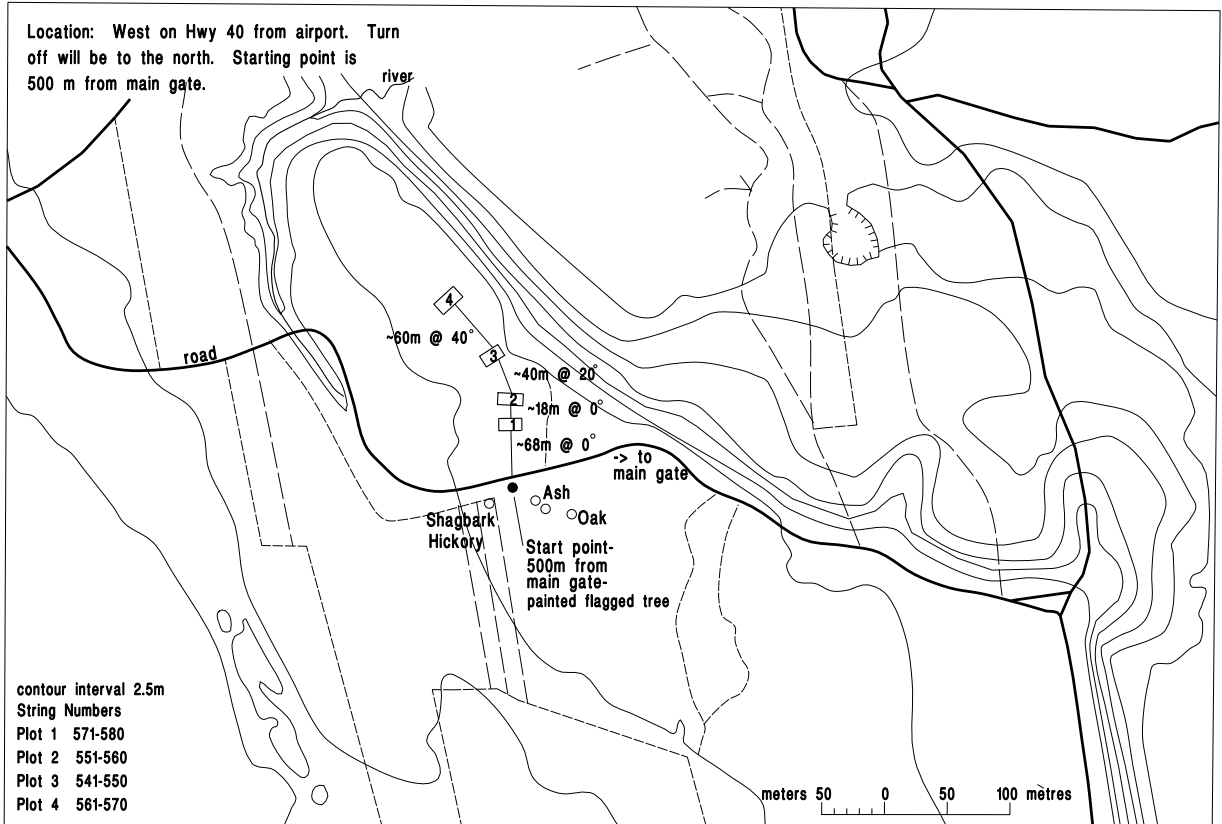 Location: West on Hwy 40 from airport. Turn
off will be to the north. Starting point is
500 m from main gate.
river
4
~60m @ 40°
road
3
~40m @ 20°
2
~18m @ 0°
1
~68m @ 0°
-> to
main gate
Ash
Shagbark
Hickory
Oak
Start point-
500m from
main gate-
painted flagged tree
contour interval 2.5m
String Numbers
Plot 1 571-580
Plot 2 551-560
Plot 3 541-550
Plot 4 561-570
meters 50 0 50 100 mètres